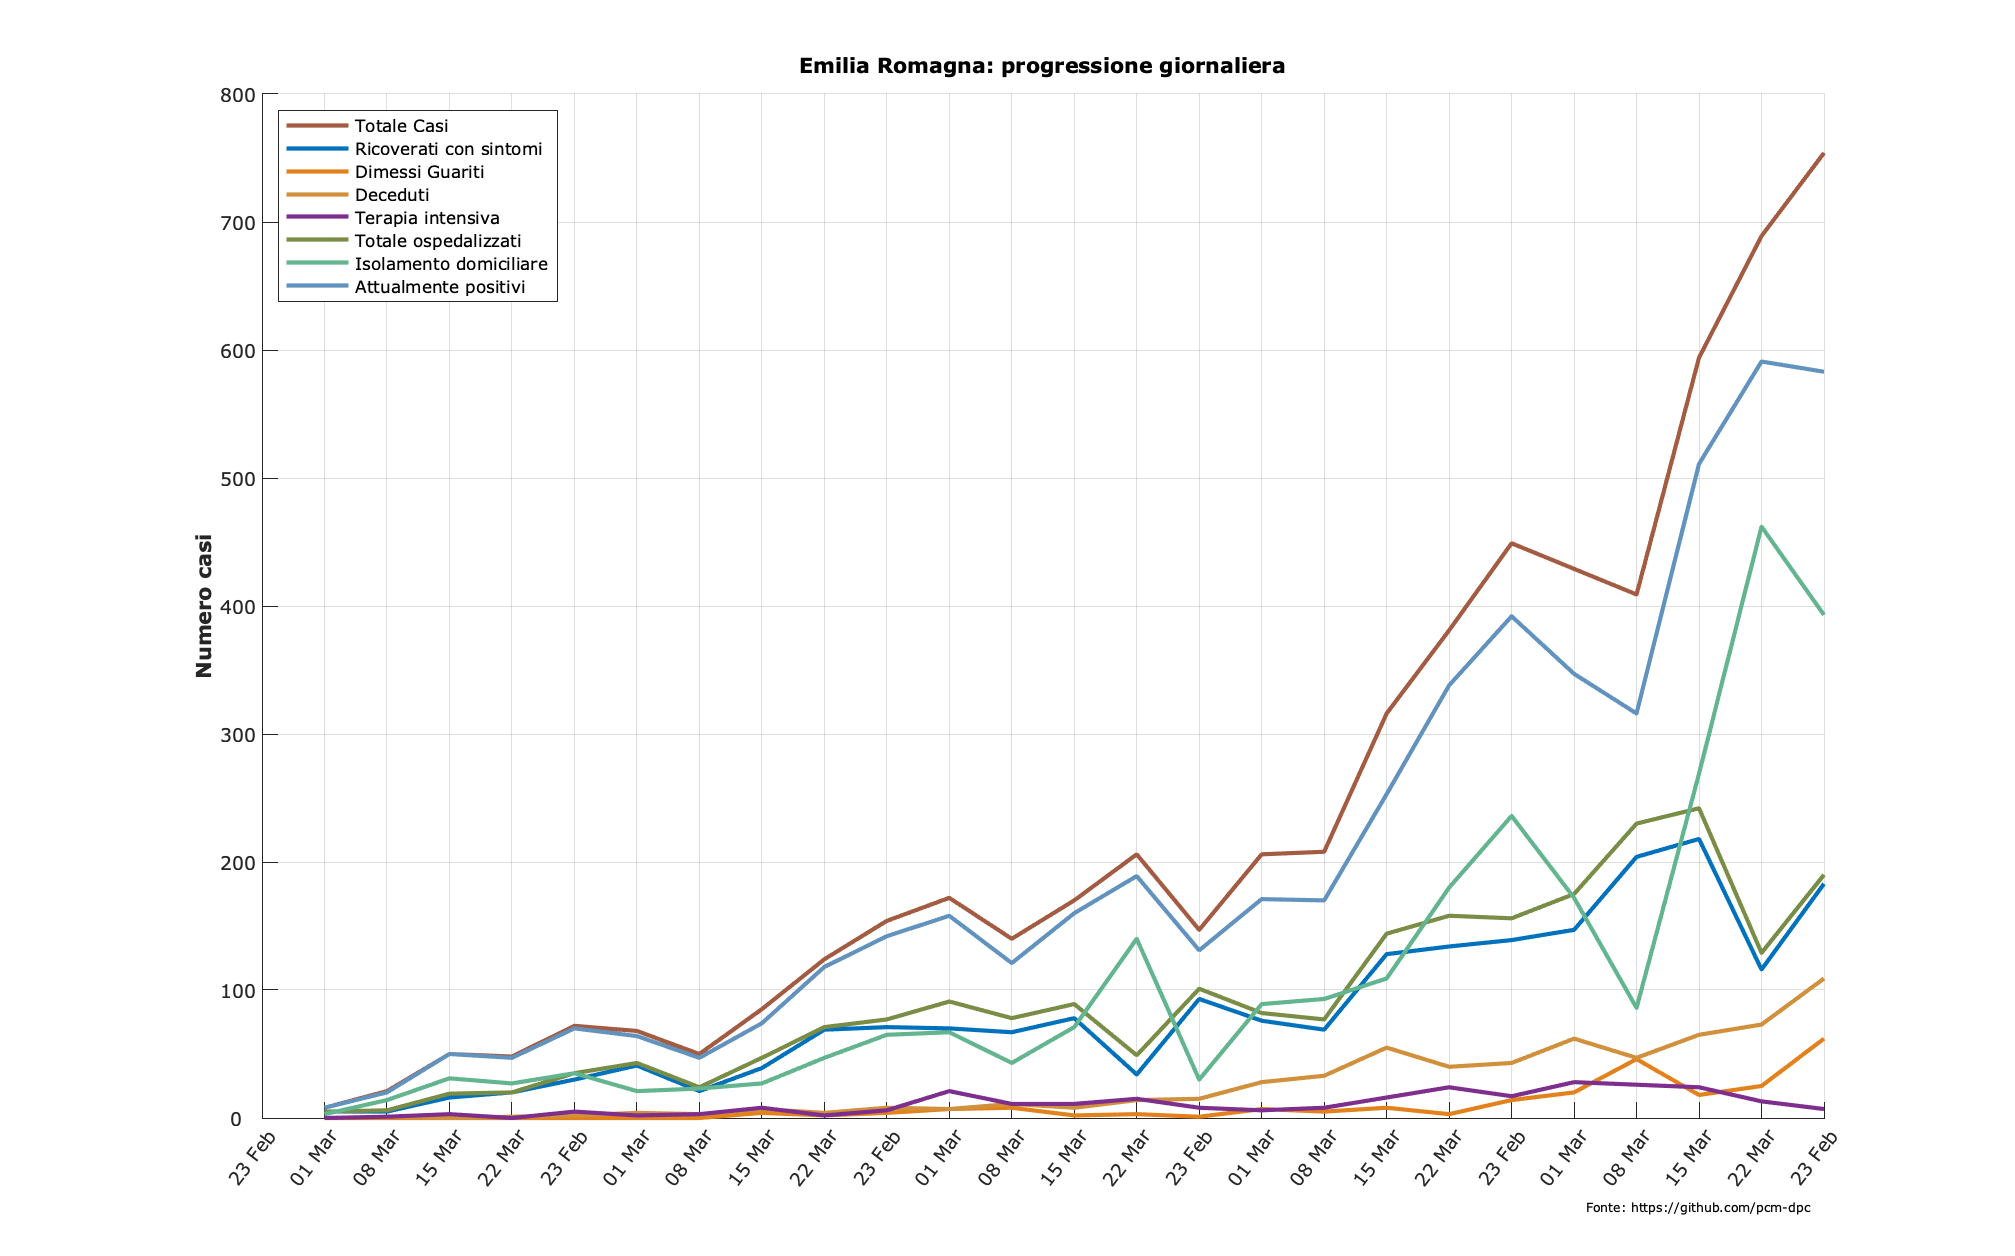 Emilia Romagna: progressione giornaliera
800
700
600
500
400
300
200
100
0
Numero casi
Totale Casi
Ricoverati con sintomi
Dimessi Guariti
Deceduti
Terapia intensiva
Totale ospedalizzati
Isolamento domiciliare
Attualmente positivi
23 Feb
01 Mar
08 Mar
15 Mar
22 Mar
23 Feb
01 Mar
08 Mar
15 Mar
22 Mar
23 Feb
01 Mar
08 Mar
15 Mar
22 Mar
23 Feb
01 Mar
08 Mar
15 Mar
22 Mar
23 Feb
01 Mar
08 Mar
15 Mar
22 Mar
23 Feb
Fonte: https://github.com/pcm-dpc